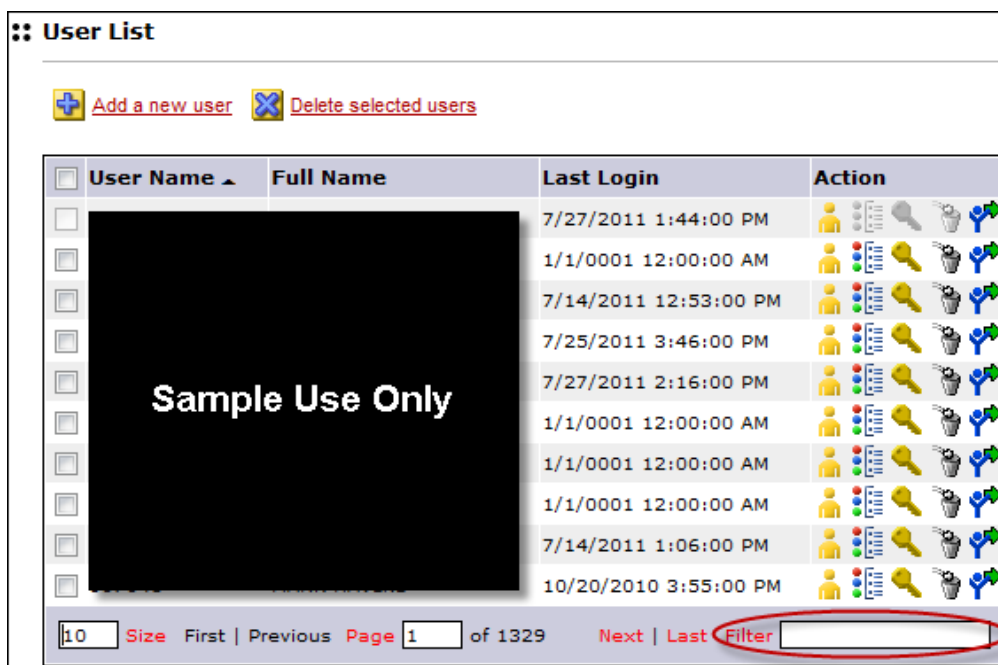 User List
Add a new user Delete selected users
User Name Full Name Last Login Action
7/27/2011 1:44:00 PM
1/1/0001 12:00:00 AM
7/14/2011 12:53:00 PM
7/25/2011 3:46:00 PM
7/27/2011 2:16:00 PM
Sample Use Only
1/1/0001 12:00:00 AM
1/1/0001 12:00:00 AM
1/1/0001 12:00:00 AM
7/14/2011 1:06:00 PM
10/20/2010 3:55:00 PM
10 Size First | Previous Page 1 of 1329 Next | Last Filter